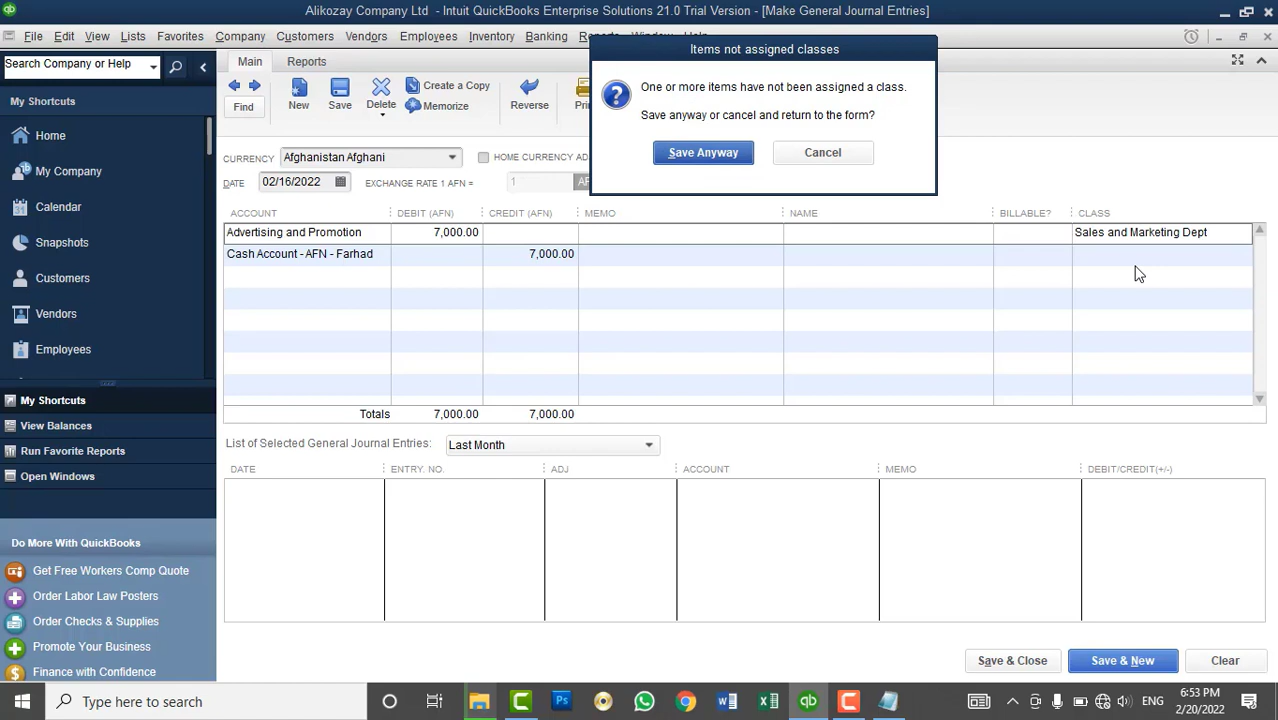 Alikozay Company Ltd - Intuit QuickBooks Enterprise Solutions 21.0 Trial Version - [Make General Journal Entries]
File Edit View Lists Favorites Company Customers Vendors Employees Inventory Banking Reports Window Help
Items not assigned classes
One or more items have not been assigned a class.
Save anyway or cancel and return to the form?
Save Anyway Cancel
Search Company or Help
My Shortcuts
Home
My Company
Calendar
Snapshots
Customers
Vendors
Employees
My Shortcuts
View Balances
Run Favorite Reports
Open Windows
Do More With QuickBooks
Get Free Workers Comp Quote
Order Labor Law Posters
Order Checks & Supplies
Promote Your Business
Finance with Confidence
Main Reports
Find New Save Delete Create a Copy Memorize Reverse
CURRENCY Afghanistan Afghani HOME CURRENCY AD
DATE 02/16/2022 EXCHANGE RATE 1 AFN = 1
ACCOUNT DEBIT (AFN) CREDIT (AFN) MEMO NAME BILLABLE? CLASS
Advertising and Promotion 7,000.00 Sales and Marketing Dept
Cash Account - AFN - Farhad 7,000.00
Totals 7,000.00 7,000.00
List of Selected General Journal Entries: Last Month
DATE ENTRY. NO. ADJ ACCOUNT MEMO DEBIT/CREDIT(+/-)
Save & Close Save & New Clear
Type here to search
Ps
ENG
6:53 PM
2/20/2022